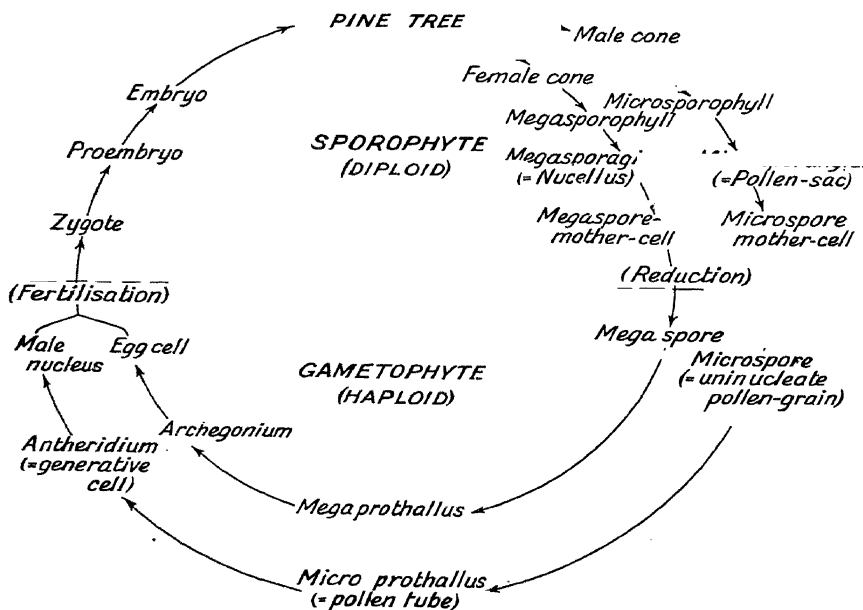 PINE TREE
Male cone
Female cone
Microsporophyll
Megasporophyll
Embryo
SPOROPHYTE
(DIPLOID)
Proembryo
Megasporagi
(= Nucellus)
(=Pollen-sac)
Zygote
Megaspore-
mother-cell
Microspore
mother-cell
(Reduction)
(Fertilisation)
Male
nucleus
Egg cell
Mega spore
Microspore
(= uninucleate
pollen-grain)
GAMETOPHYTE
(HAPLOID)
Archegonium
Antheridium
(=generative
cell)
Mega prothallus
Micro prothallus
(= pollen tube)